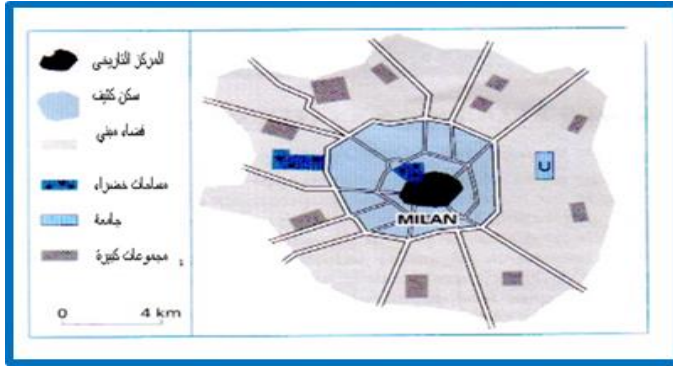 المركز التاريخي
سكن كثيف
فضاء مبني
مساحات خضراء
جامعة
مجموعات كبيرة
0 4 km
MILAN
U